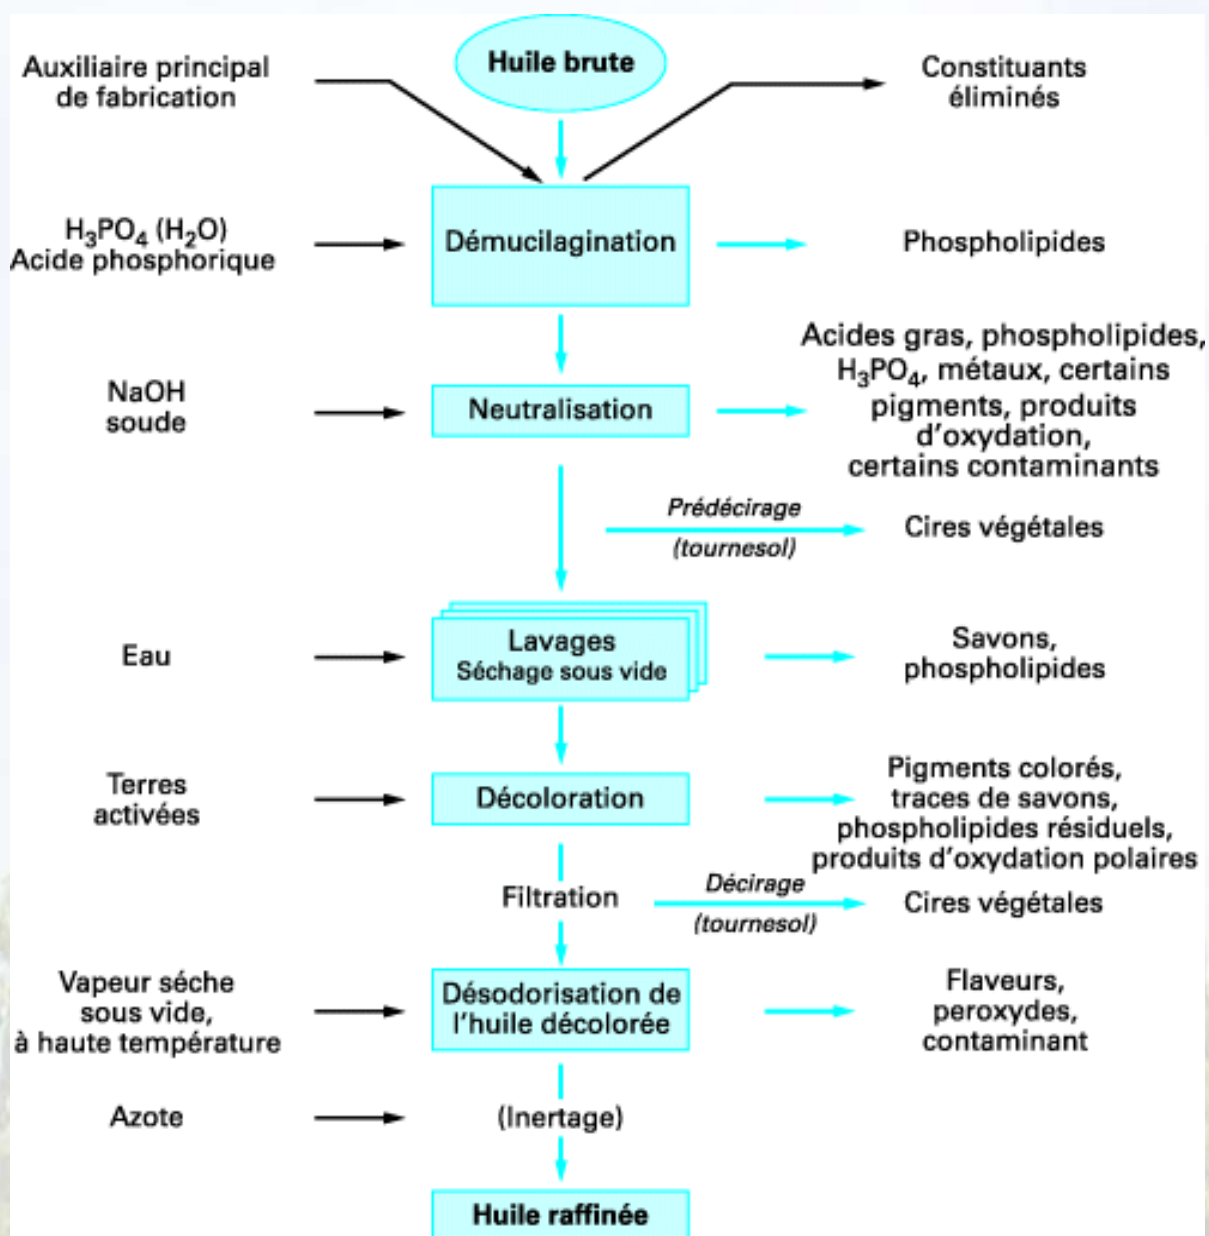 Auxiliaire principal
de fabrication
Huile brute
Constituants
éliminés
H₃PO₄ (H₂O)
Acide phosphorique
Démucilagination
Phospholipides
NaOH
soude
Neutralisation
Acides gras, phospholipides,
H₃PO₄, métaux, certains
pigments, produits
d'oxydation,
certains contaminants
Prédécirage
(tournesol)
Cires végétales
Eau
Lavages
Séchage sous vide
Savons,
phospholipides
Terres
activées
Décoloration
Pigments colorés,
traces de savons,
phospholipides résiduels,
produits d'oxydation polaires
Filtration
Décirage
(tournesol)
Cires végétales
Vapeur séche
sous vide,
à haute température
Désodorisation de
l'huile décolorée
Flaveurs,
peroxydes,
contaminant
Azote
(Inertage)
Huile raffinée